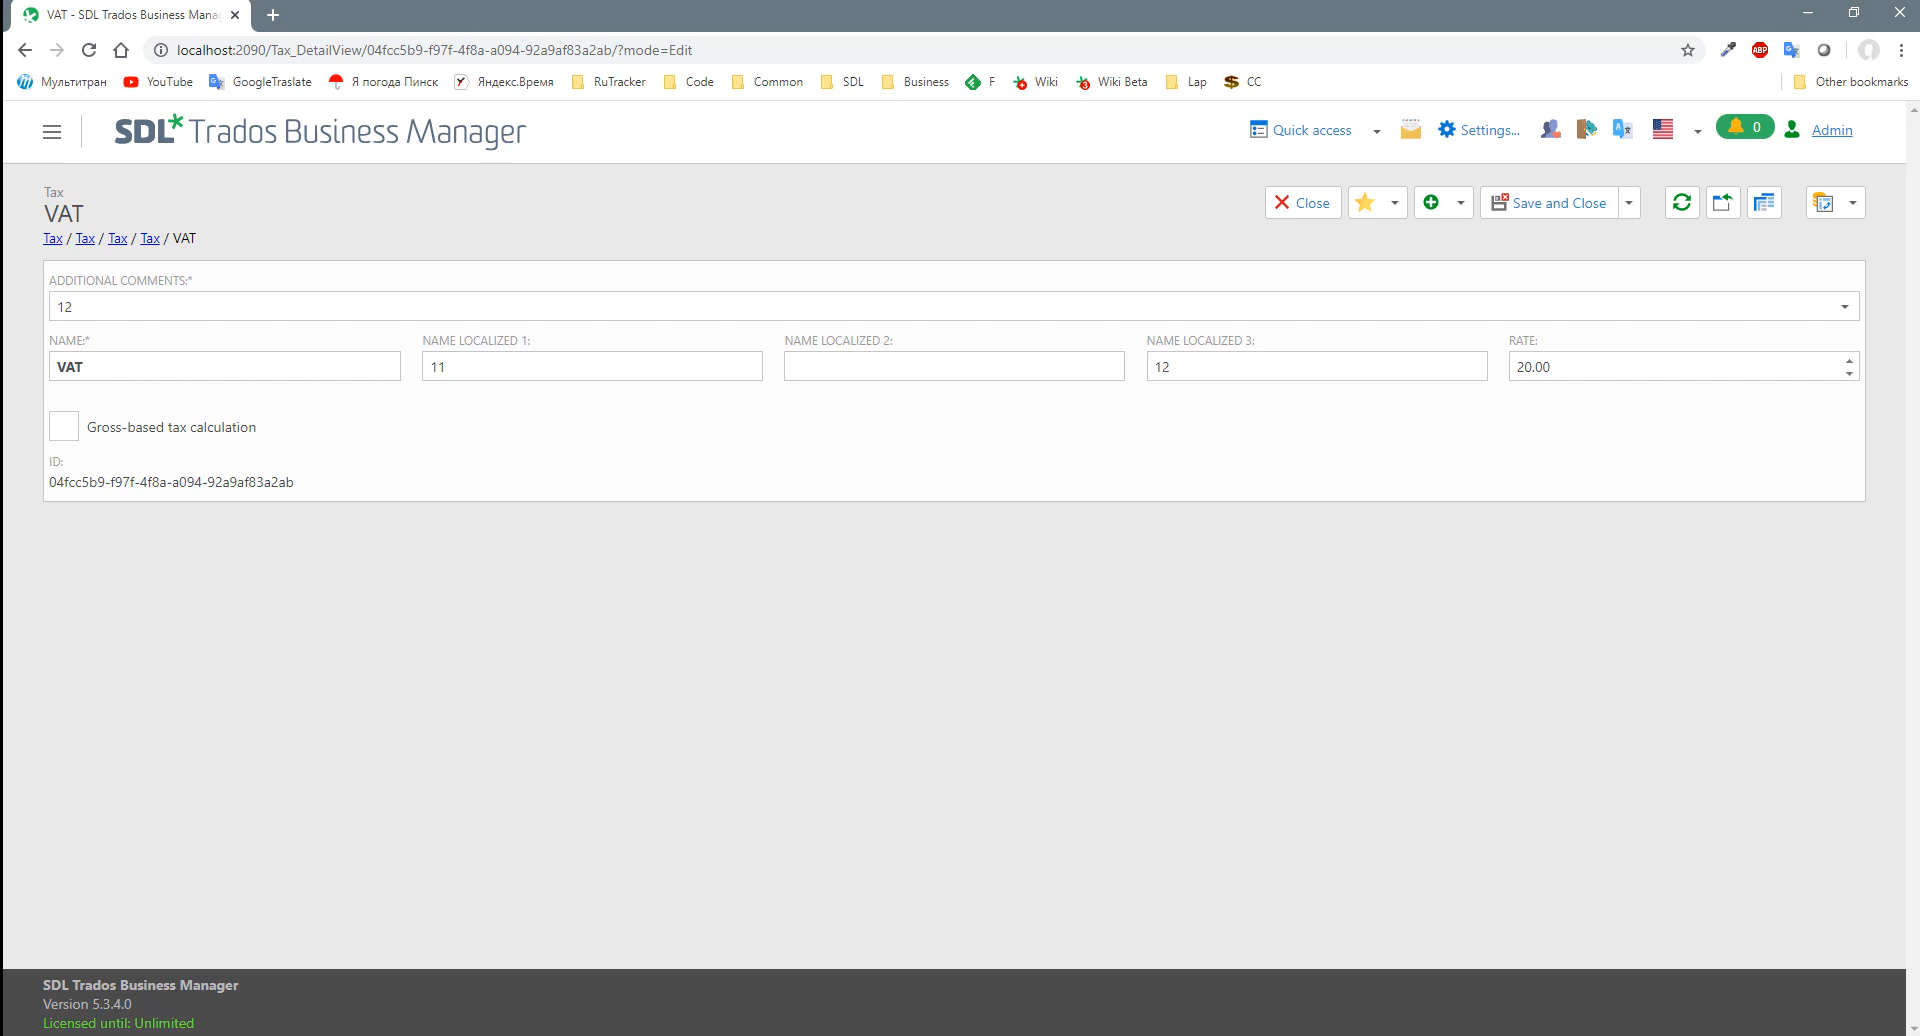 VAT - SDL Trados Business Mana
localhost:2090/Tax_DetailView/04fcc5b9-f97f-4f8a-a094-92a9af83a2ab/?mode=Edit
ABP
Мультитран YouTube GoogleTraslate Я погода Пинск Яндекс.Время RuTracker Code Common SDL Business F Wiki Wiki Beta Lap CC Other bookmarks
SDL* Trados Business Manager
Quick access Settings... 0 Admin
Tax
VAT
Close Save and Close
Tax / Tax / Tax / Tax / VAT
ADDITIONAL COMMENTS:*
12
NAME:* NAME LOCALIZED 1: NAME LOCALIZED 2: NAME LOCALIZED 3: RATE:
VAT 11 12 20.00
Gross-based tax calculation
ID:
04fcc5b9-f97f-4f8a-a094-92a9af83a2ab
SDL Trados Business Manager
Version 5.3.4.0
Licensed until: Unlimited